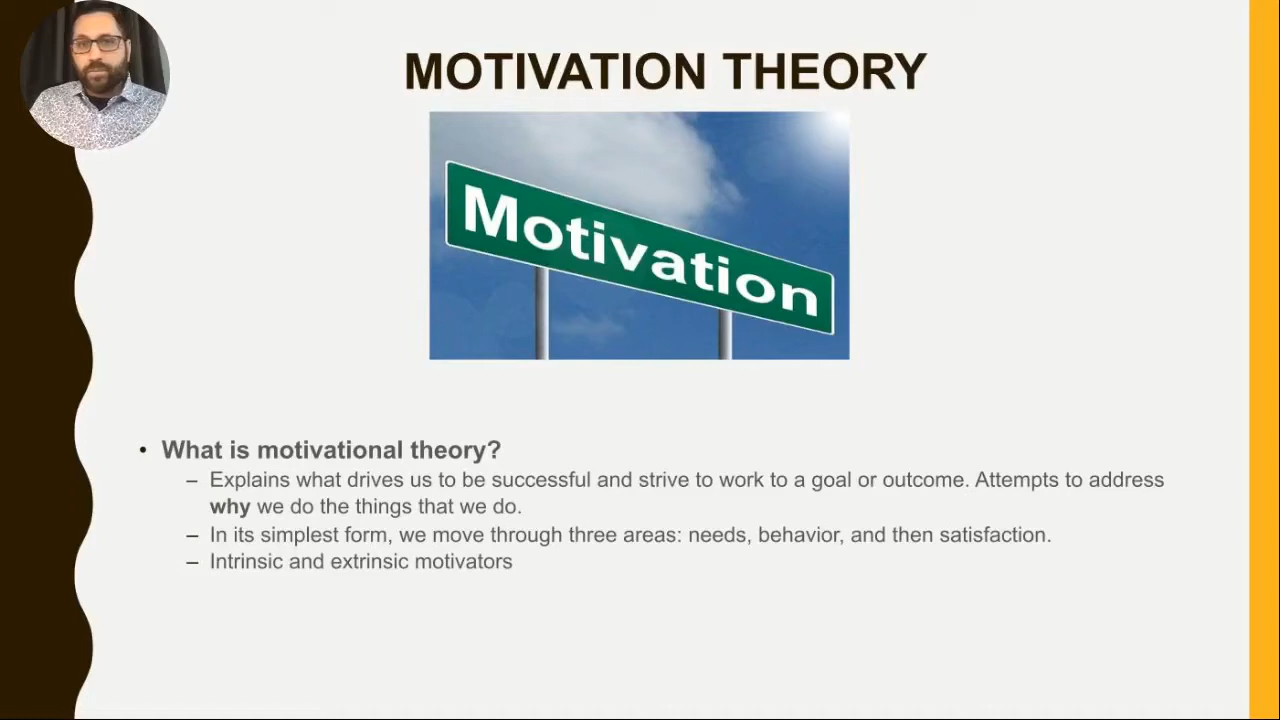 MOTIVATION THEORY
Motivation
• What is motivational theory?
– Explains what drives us to be successful and strive to work to a goal or outcome. Attempts to address
why we do the things that we do.
– In its simplest form, we move through three areas: needs, behavior, and then satisfaction.
– Intrinsic and extrinsic motivators